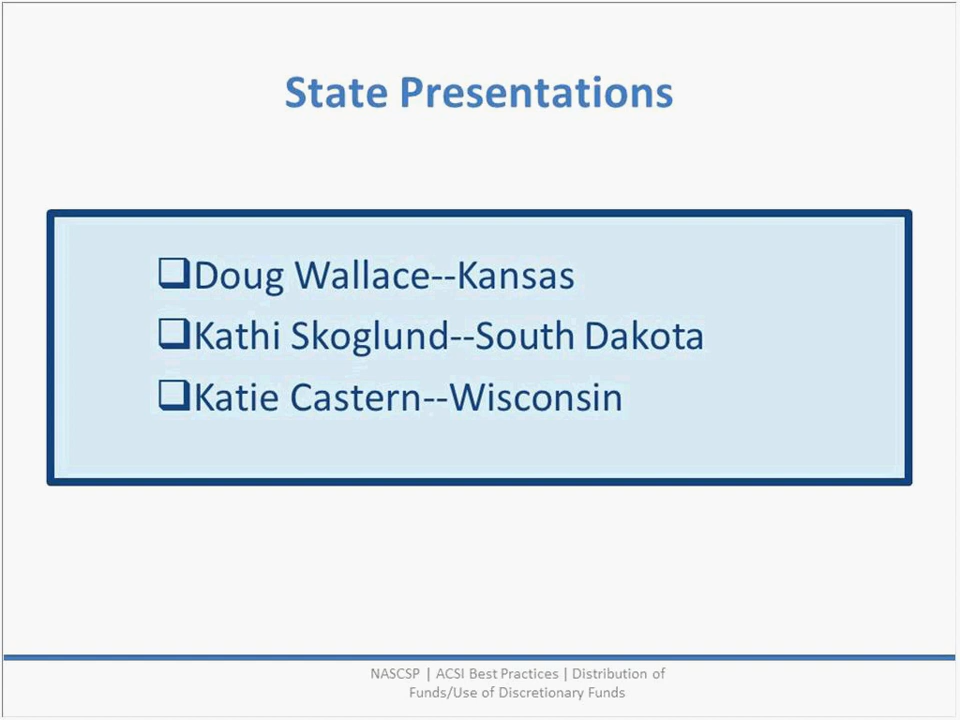 State Presentations
❑Doug Wallace--Kansas
❑Kathi Skoglund--South Dakota
❑Katie Castern--Wisconsin
NASCSP | ACSI Best Practices | Distribution of
Funds/Use of Discretionary Funds